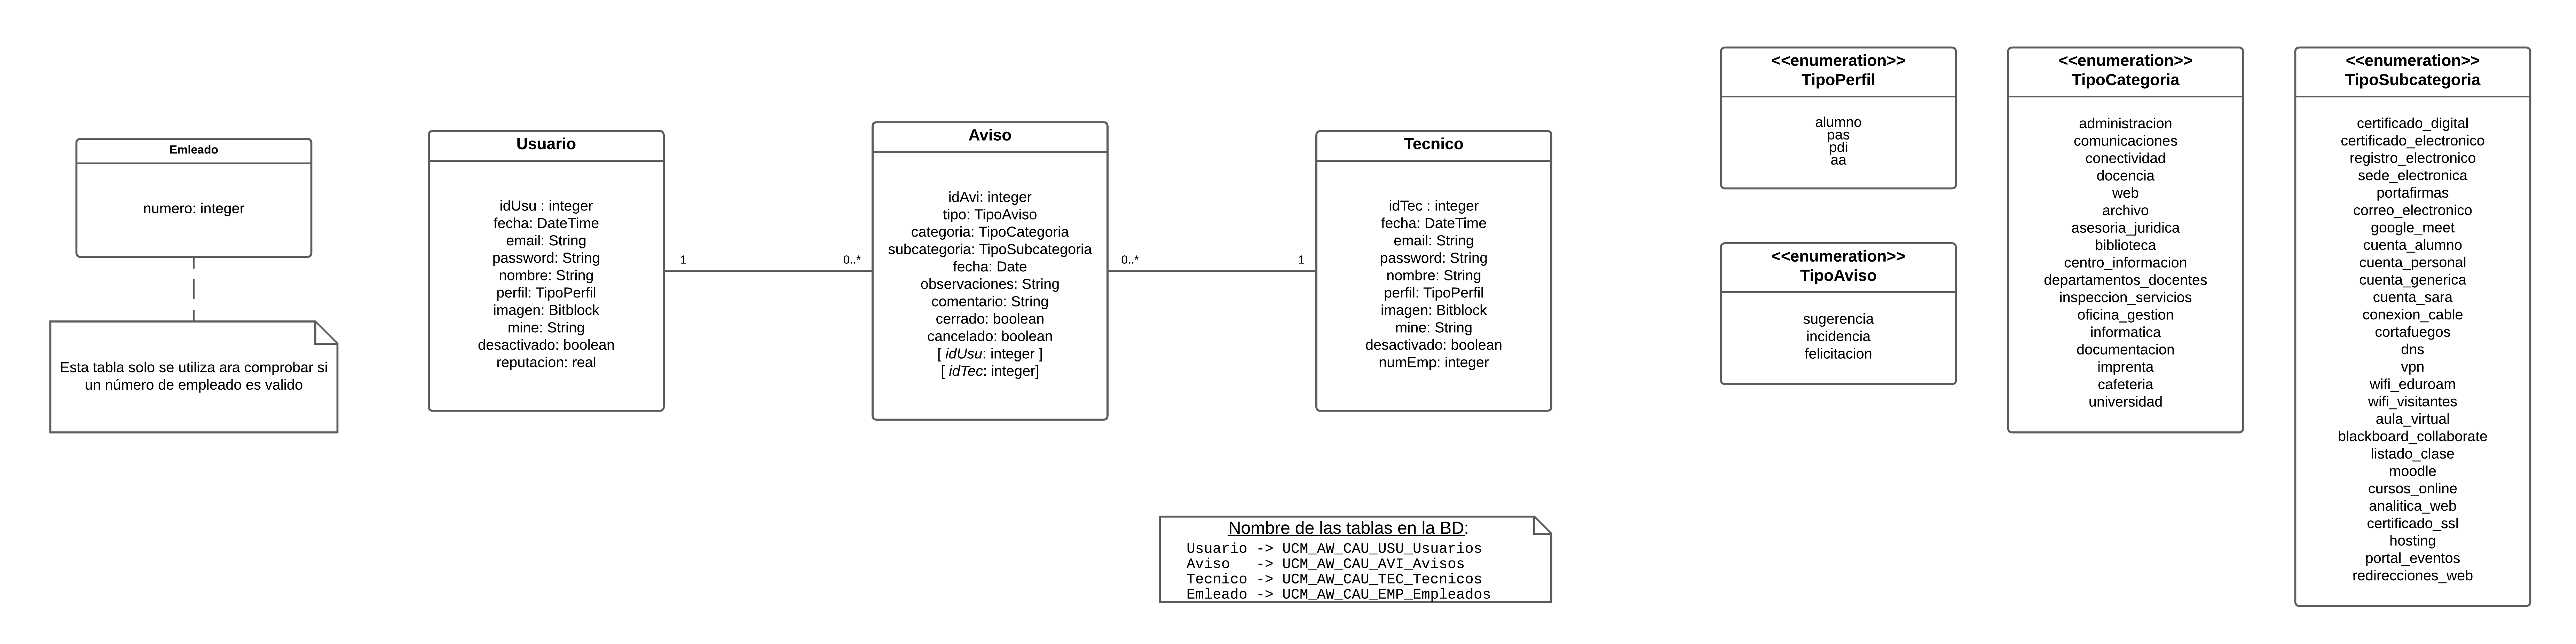 Emleado
numero: integer
Esta tabla solo se utiliza ara comprobar si
un número de empleado es valido
Usuario
idUsu : integer
fecha: DateTime
email: String
password: String
nombre: String
perfil: TipoPerfil
imagen: Bitblock
mine: String
desactivado: boolean
reputacion: real
1
0..*
Aviso
idAvi: integer
tipo: TipoAviso
categoria: TipoCategoria
subcategoria: TipoSubcategoria
fecha: Date
observaciones: String
comentario: String
cerrado: boolean
cancelado: boolean
[ idUsu: integer ]
[ idTec: integer]
0..*
1
Tecnico
idTec : integer
fecha: DateTime
email: String
password: String
nombre: String
perfil: TipoPerfil
imagen: Bitblock
mine: String
desactivado: boolean
numEmp: integer
Nombre de las tablas en la BD:
Usuario -> UCM_AW_CAU_USU_Usuarios
Aviso   -> UCM_AW_CAU_AVI_Avisos
Tecnico -> UCM_AW_CAU_TEC_Tecnicos
Emleado -> UCM_AW_CAU_EMP_Empleados
<<enumeration>>
TipoPerfil
alumno
pas
pdi
aa
<<enumeration>>
TipoAviso
sugerencia
incidencia
felicitacion
<<enumeration>>
TipoCategoria
administracion
comunicaciones
conectividad
docencia
web
archivo
asesoria_juridica
biblioteca
centro_informacion
departamentos_docentes
inspeccion_servicios
oficina_gestion
informatica
documentacion
imprenta
cafeteria
universidad
<<enumeration>>
TipoSubcategoria
certificado_digital
certificado_electronico
registro_electronico
sede_electronica
portafirmas
correo_electronico
google_meet
cuenta_alumno
cuenta_personal
cuenta_generica
cuenta_sara
conexion_cable
cortafuegos
dns
vpn
wifi_eduroam
wifi_visitantes
aula_virtual
blackboard_collaborate
listado_clase
moodle
cursos_online
analitica_web
certificado_ssl
hosting
portal_eventos
redirecciones_web